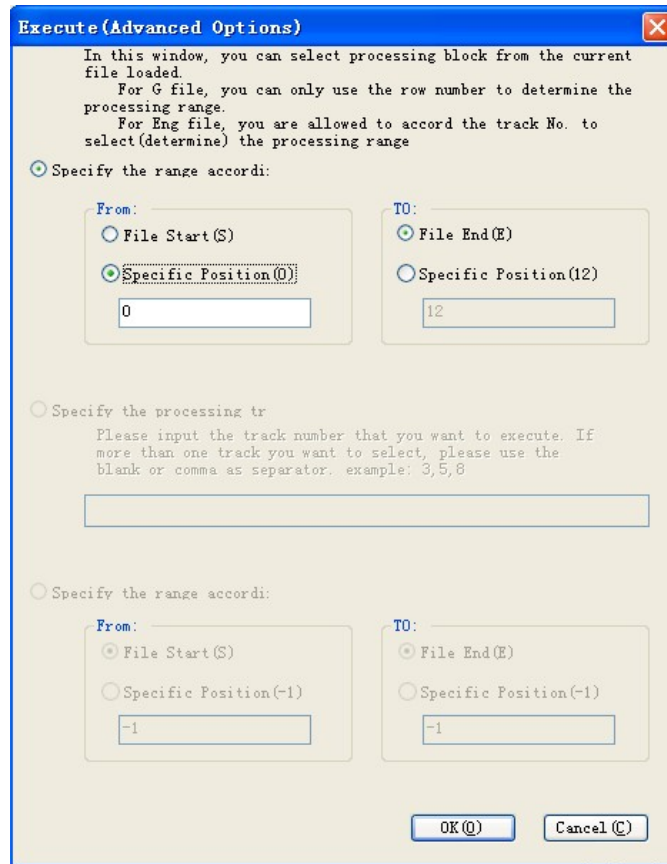 Execute(Advanced Options)
In this window, you can select processing block from the current
file loaded.
For G file, you can only use the row number to determine the
processing range.
For Eng file, you are allowed to accord the track No. to
select(determine) the processing range
Specify the range accordi:
From:
TO:
File Start(S)
File End(E)
Specific Position(0)
Specific Position(12)
0
12
Specify the processing tr
Please input the track number that you want to execute. If
more than one track you want to select, please use the
blank or comma as separator. example: 3,5,8
Specify the range accordi:
From:
TO:
File Start(S)
File End(E)
Specific Position(-1)
Specific Position(-1)
-1
-1
OK(O)
Cancel(C)